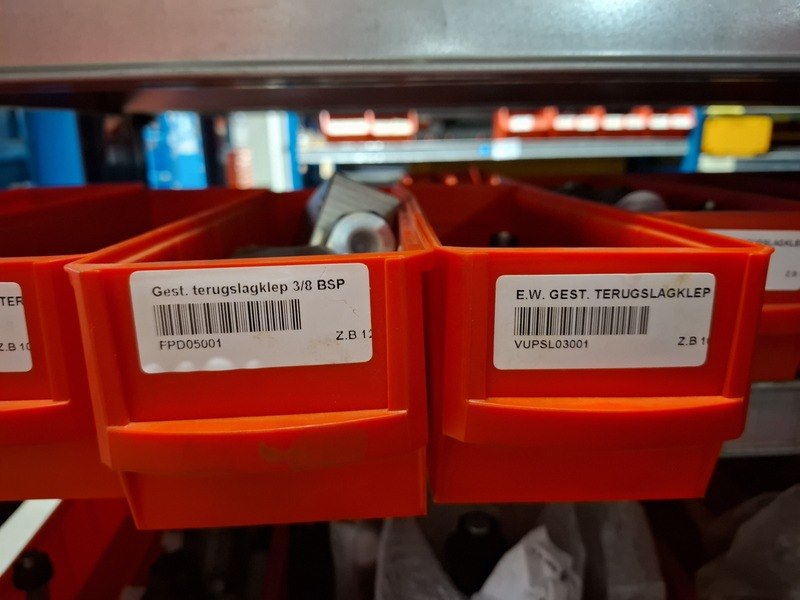 Gest. terugslagklep 3/8 BSP
FPD05001
Z.B
E.W. GEST. TERUGSLAGKLEP
VUPSL03001
Z.B
Z.B